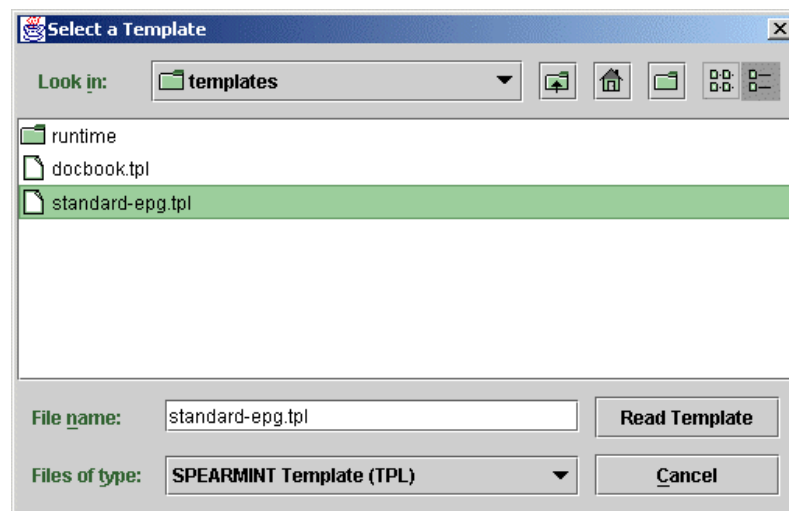 Select a Template
Look in: templates
runtime
docbook.tpl
standard-epg.tpl
File name: standard-epg.tpl Read Template
Files of type: SPEARMINT Template (TPL) Cancel